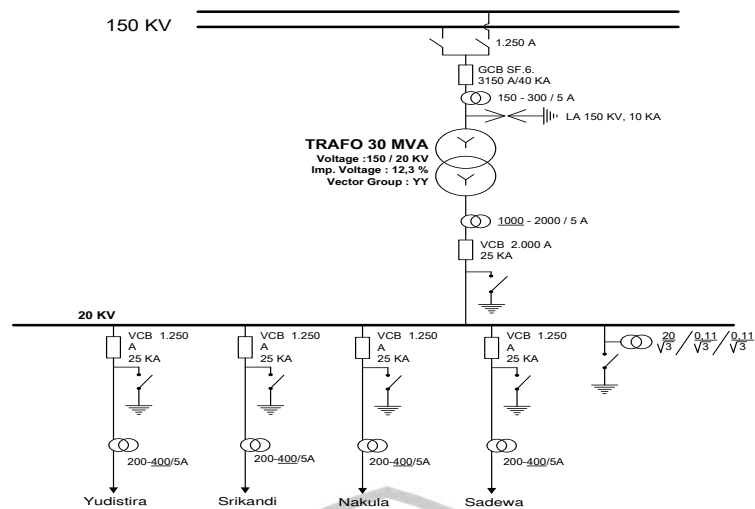 150 KV
1.250 A
GCB SF.6.
3150 A/40 KA
150 - 300 / 5 A
LA 150 KV, 10 KA
TRAFO 30 MVA
Voltage :150 / 20 KV
Imp. Voltage : 12,3 %
Vector Group : YY
1000 - 2000 / 5 A
VCB 2.000 A
25 KA
20 KV
VCB 1.250
A
25 KA
VCB 1.250
A
25 KA
VCB 1.250
A
25 KA
VCB 1.250
A
25 KA
20/√3 / 0,11/√3 / 0,11/√3
200-400/5A
200-400/5A
200-400/5A
200-400/5A
Yudistira
Srikandi
Nakula
Sadewa